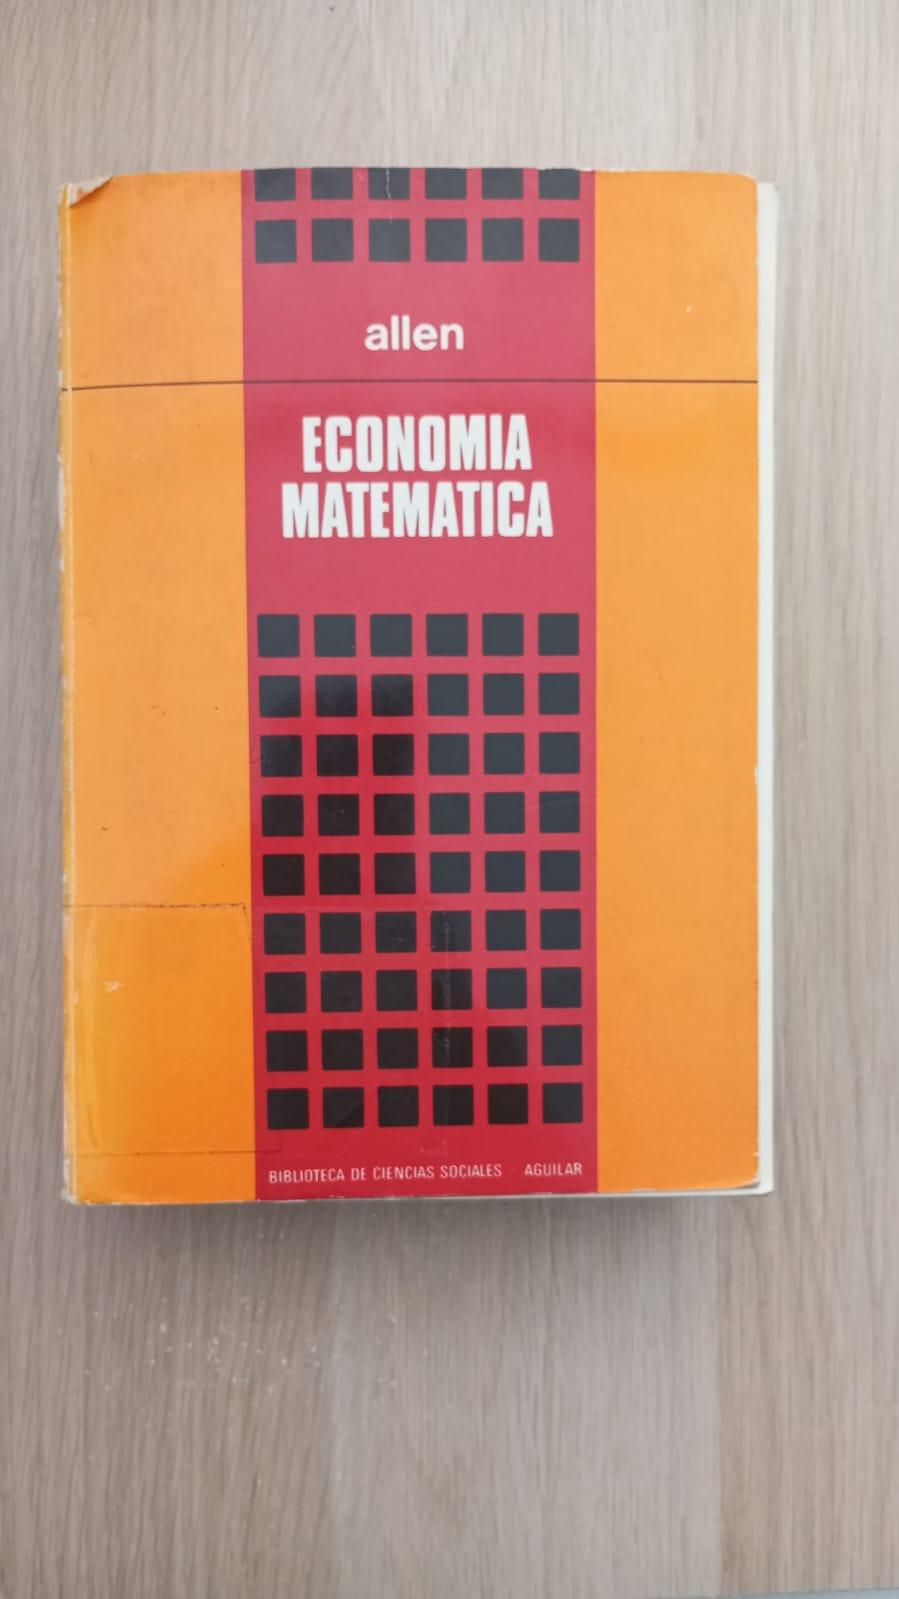 allen
ECONOMIA
MATEMATICA
BIBLIOTECA DE CIENCIAS SOCIALES AGUILAR